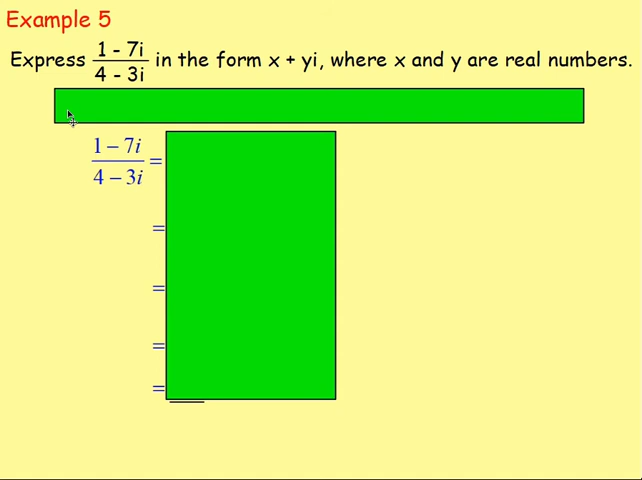 Example 5
Express 1 - 7i / 4 - 3i in the form x + yi, where x and y are real numbers.
1 − 7i / 4 − 3i =
=
=
=
=